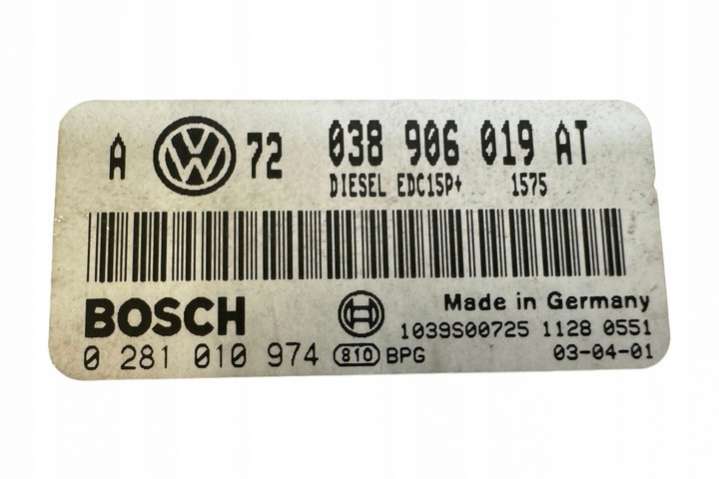 A VW 72 038 906 019 AT
DIESEL EDC15P+ 1575
BOSCH Made in Germany
1039S00725 1128 0551
0 281 010 974 810 BPG 03-04-01